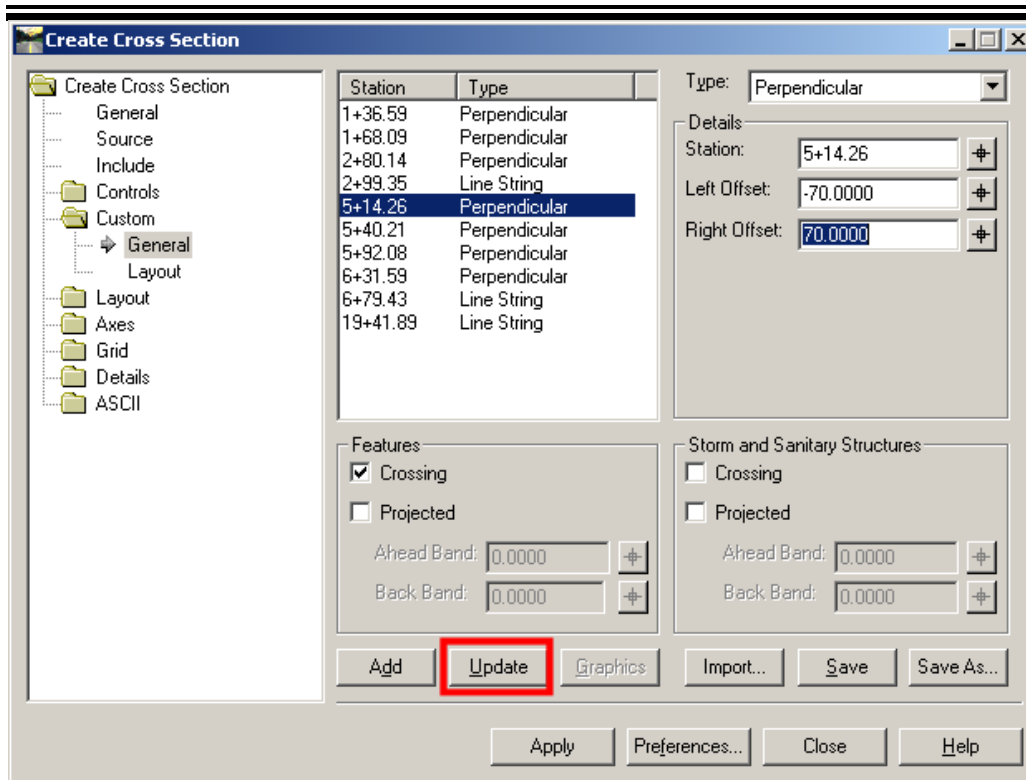 Create Cross Section
Create Cross Section
General
Source
Include
Controls
Custom
General
Layout
Layout
Axes
Grid
Details
ASCII
Station Type
1+36.59 Perpendicular
1+68.09 Perpendicular
2+80.14 Perpendicular
2+99.35 Line String
5+14.26 Perpendicular
5+40.21 Perpendicular
5+92.08 Perpendicular
6+31.59 Perpendicular
6+79.43 Line String
19+41.89 Line String
Type: Perpendicular
Details
Station: 5+14.26
Left Offset: -70.0000
Right Offset: 70.0000
Features
Crossing
Projected
Ahead Band: 0.0000
Back Band: 0.0000
Storm and Sanitary Structures
Crossing
Projected
Ahead Band: 0.0000
Back Band: 0.0000
Add Update Graphics Import... Save Save As...
Apply Preferences... Close Help